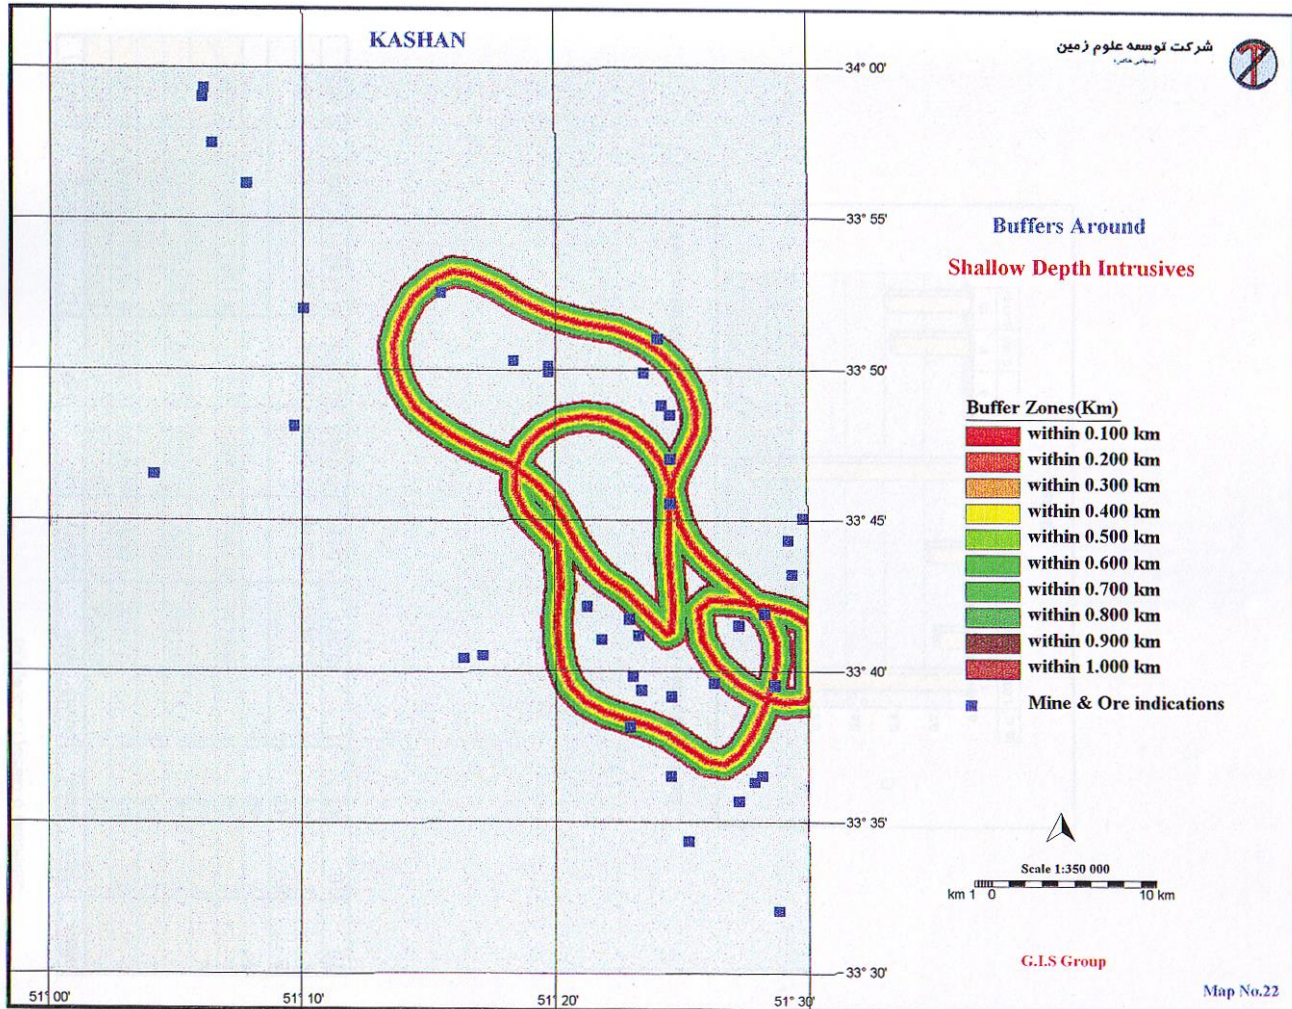 KASHAN
شرکت توسعه علوم زمین
34° 00'
33° 55'
Buffers Around
Shallow Depth Intrusives
33° 50'
Buffer Zones(Km)
within 0.100 km
within 0.200 km
within 0.300 km
within 0.400 km
within 0.500 km
within 0.600 km
within 0.700 km
within 0.800 km
within 0.900 km
within 1.000 km
Mine & Ore indications
33° 45'
33° 40'
33° 35'
Scale 1:350 000
km 1 0 10 km
G.I.S Group
33° 30'
Map No.22
51° 00' 51° 10' 51° 20' 51° 30'